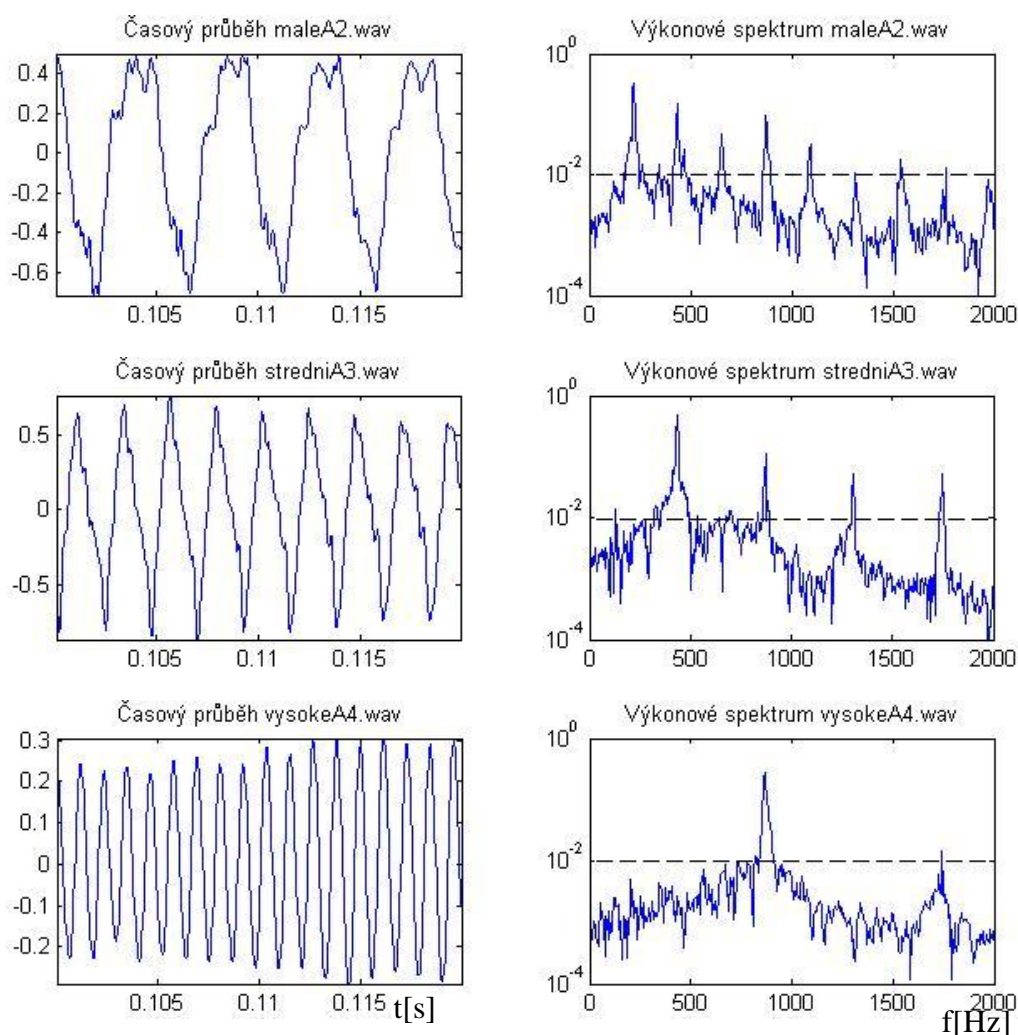 Časový průběh maleA2.wav
0.4
0.2
0
-0.2
-0.4
-0.6
0.105 0.11 0.115
Výkonové spektrum maleA2.wav
10^0
10^-2
10^-4
0 500 1000 1500 2000
Časový průběh stredniA3.wav
0.5
0
-0.5
0.105 0.11 0.115
Výkonové spektrum stredniA3.wav
10^0
10^-2
10^-4
0 500 1000 1500 2000
Časový průběh vysokeA4.wav
0.3
0.2
0.1
0
-0.1
-0.2
0.105 0.11 0.115
t[s]
Výkonové spektrum vysokeA4.wav
10^0
10^-2
10^-4
0 500 1000 1500 2000
f[Hz]